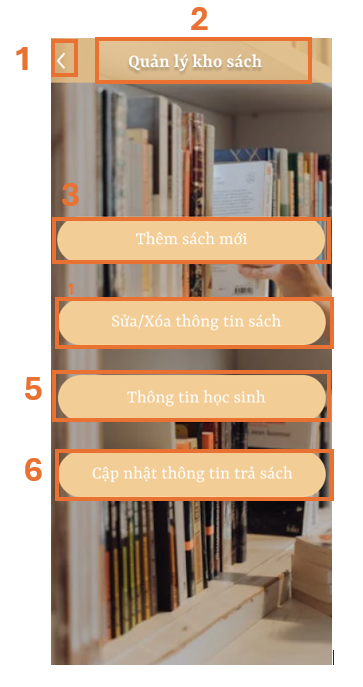 2
1
Quản lý kho sách
3
Thêm sách mới
1
Sửa/Xóa thông tin sách
5
Thông tin học sinh
6
Cập nhật thông tin trả sách